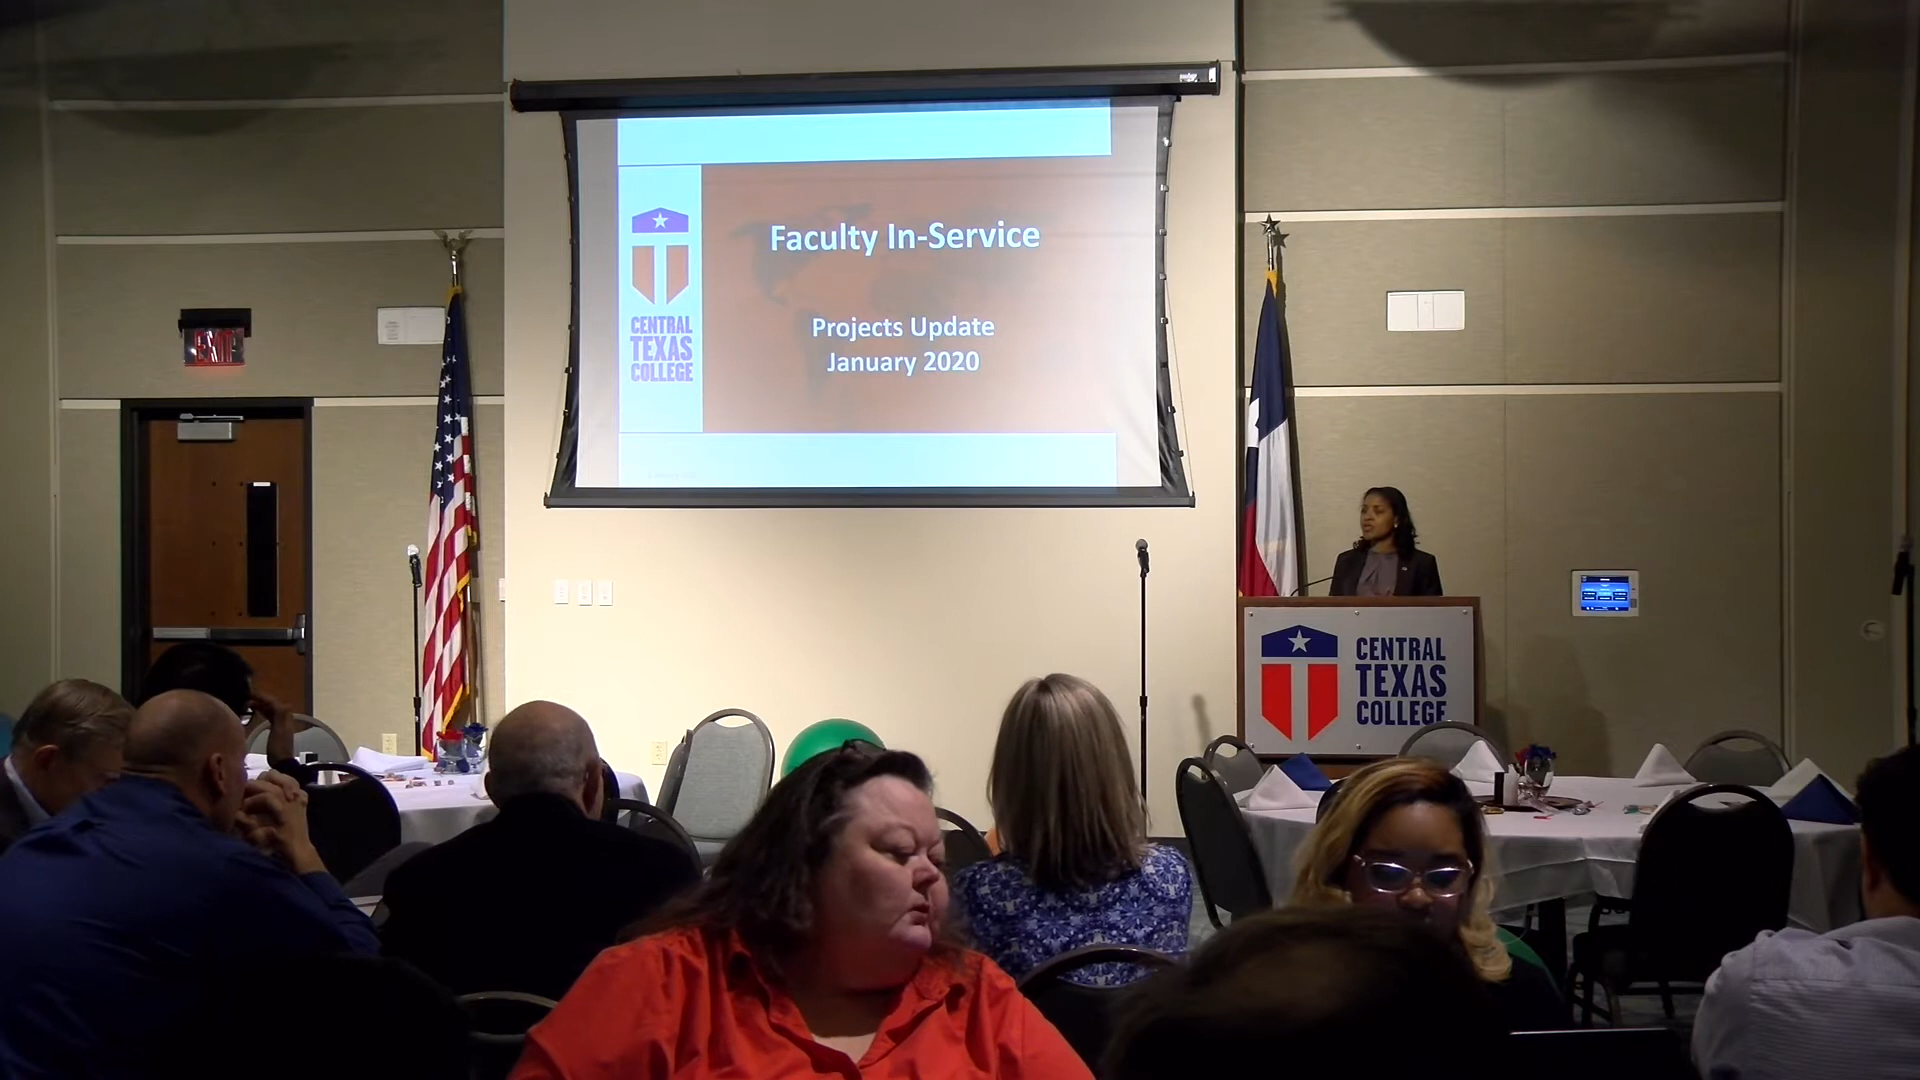 Faculty In-Service
Projects Update
January 2020
CENTRAL
TEXAS
COLLEGE
EXIT
CENTRAL
TEXAS
COLLEGE